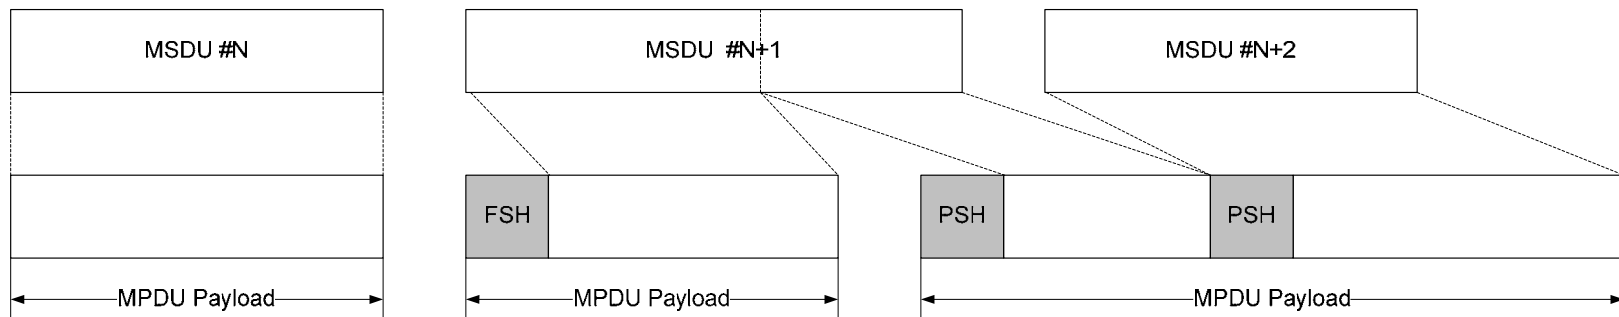 MSDU #N
MSDU #N+1
MSDU #N+2
FSH
PSH
PSH
MPDU Payload
MPDU Payload
MPDU Payload